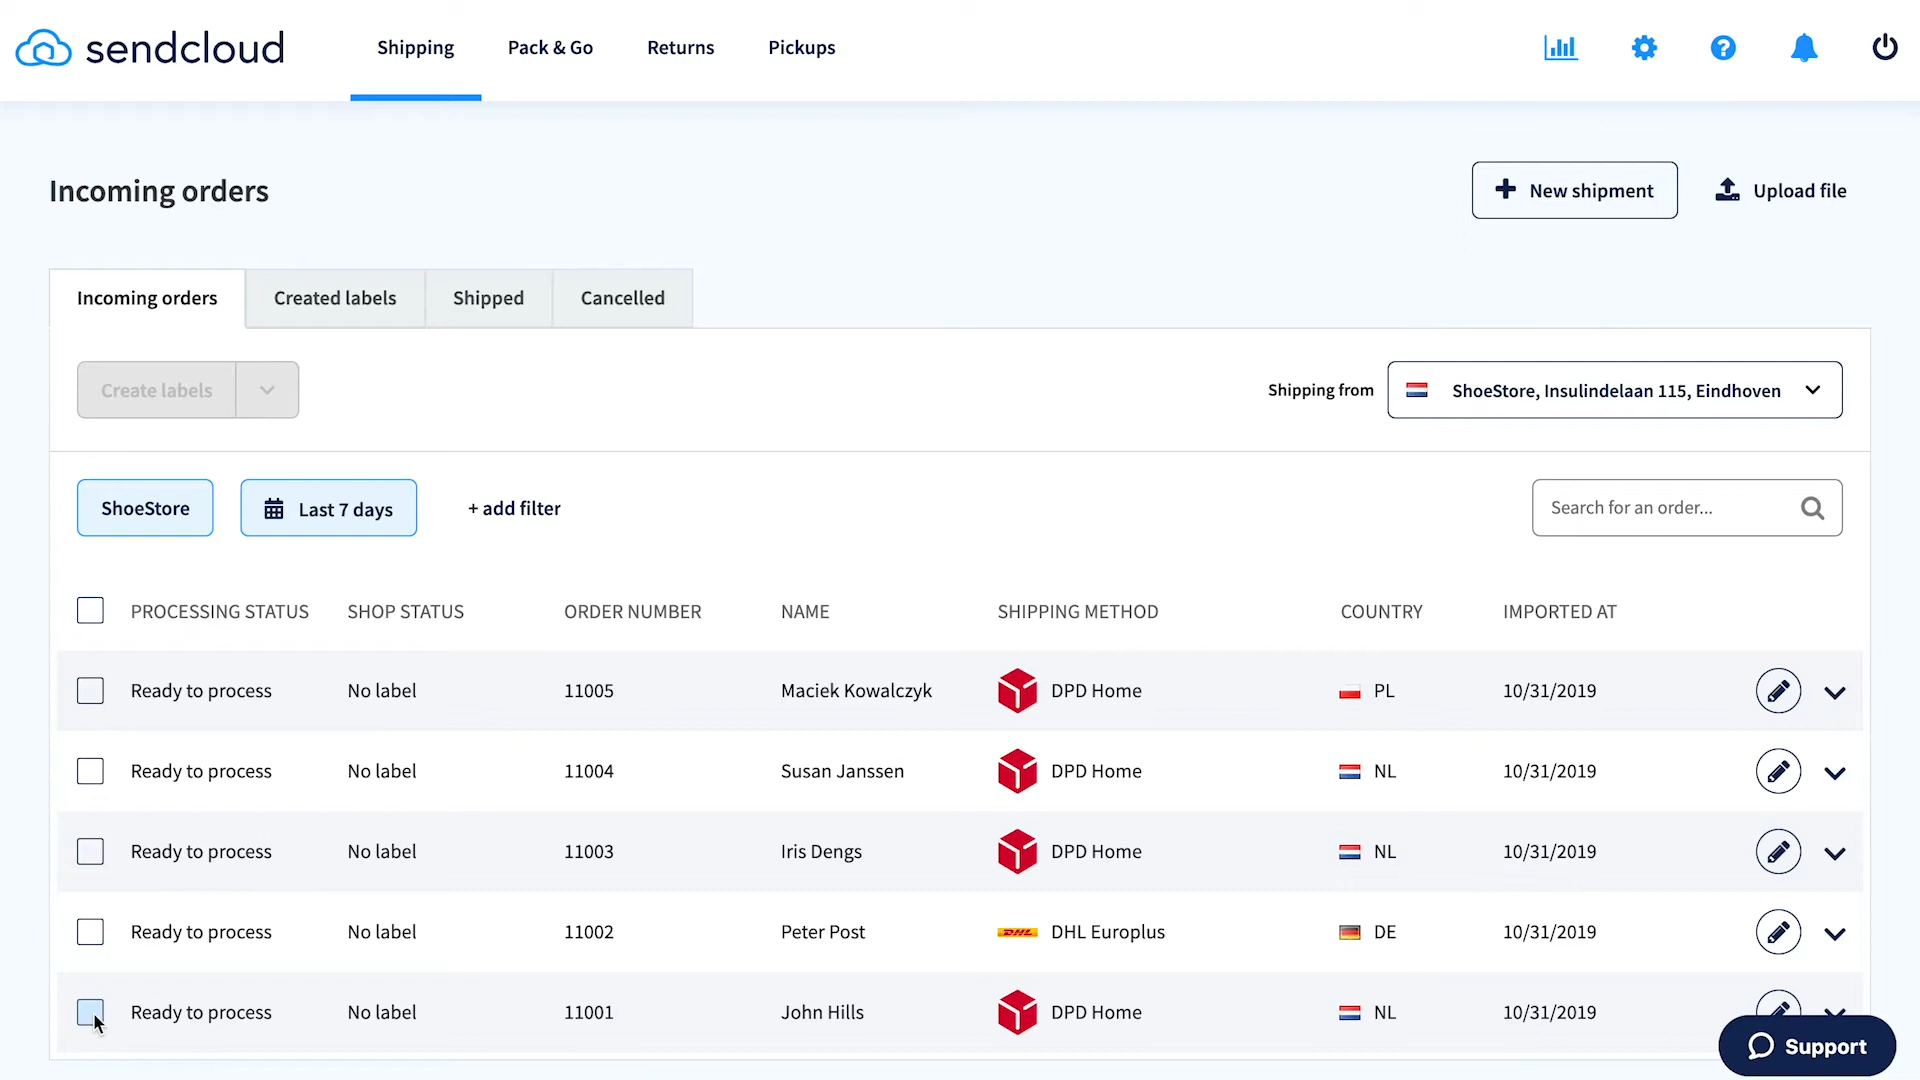 sendcloud
Shipping
Pack & Go
Returns
Pickups
Incoming orders
New shipment
Upload file
Incoming orders
Created labels
Shipped
Cancelled
Create labels
Shipping from
ShoeStore, Insulindelaan 115, Eindhoven
ShoeStore
Last 7 days
+ add filter
Search for an order...
PROCESSING STATUS SHOP STATUS ORDER NUMBER NAME SHIPPING METHOD COUNTRY IMPORTED AT
Ready to process No label 11005 Maciek Kowalczyk DPD Home PL 10/31/2019
Ready to process No label 11004 Susan Janssen DPD Home NL 10/31/2019
Ready to process No label 11003 Iris Dengs DPD Home NL 10/31/2019
Ready to process No label 11002 Peter Post DHL DHL Europlus DE 10/31/2019
Ready to process No label 11001 John Hills DPD Home NL 10/31/2019
Support